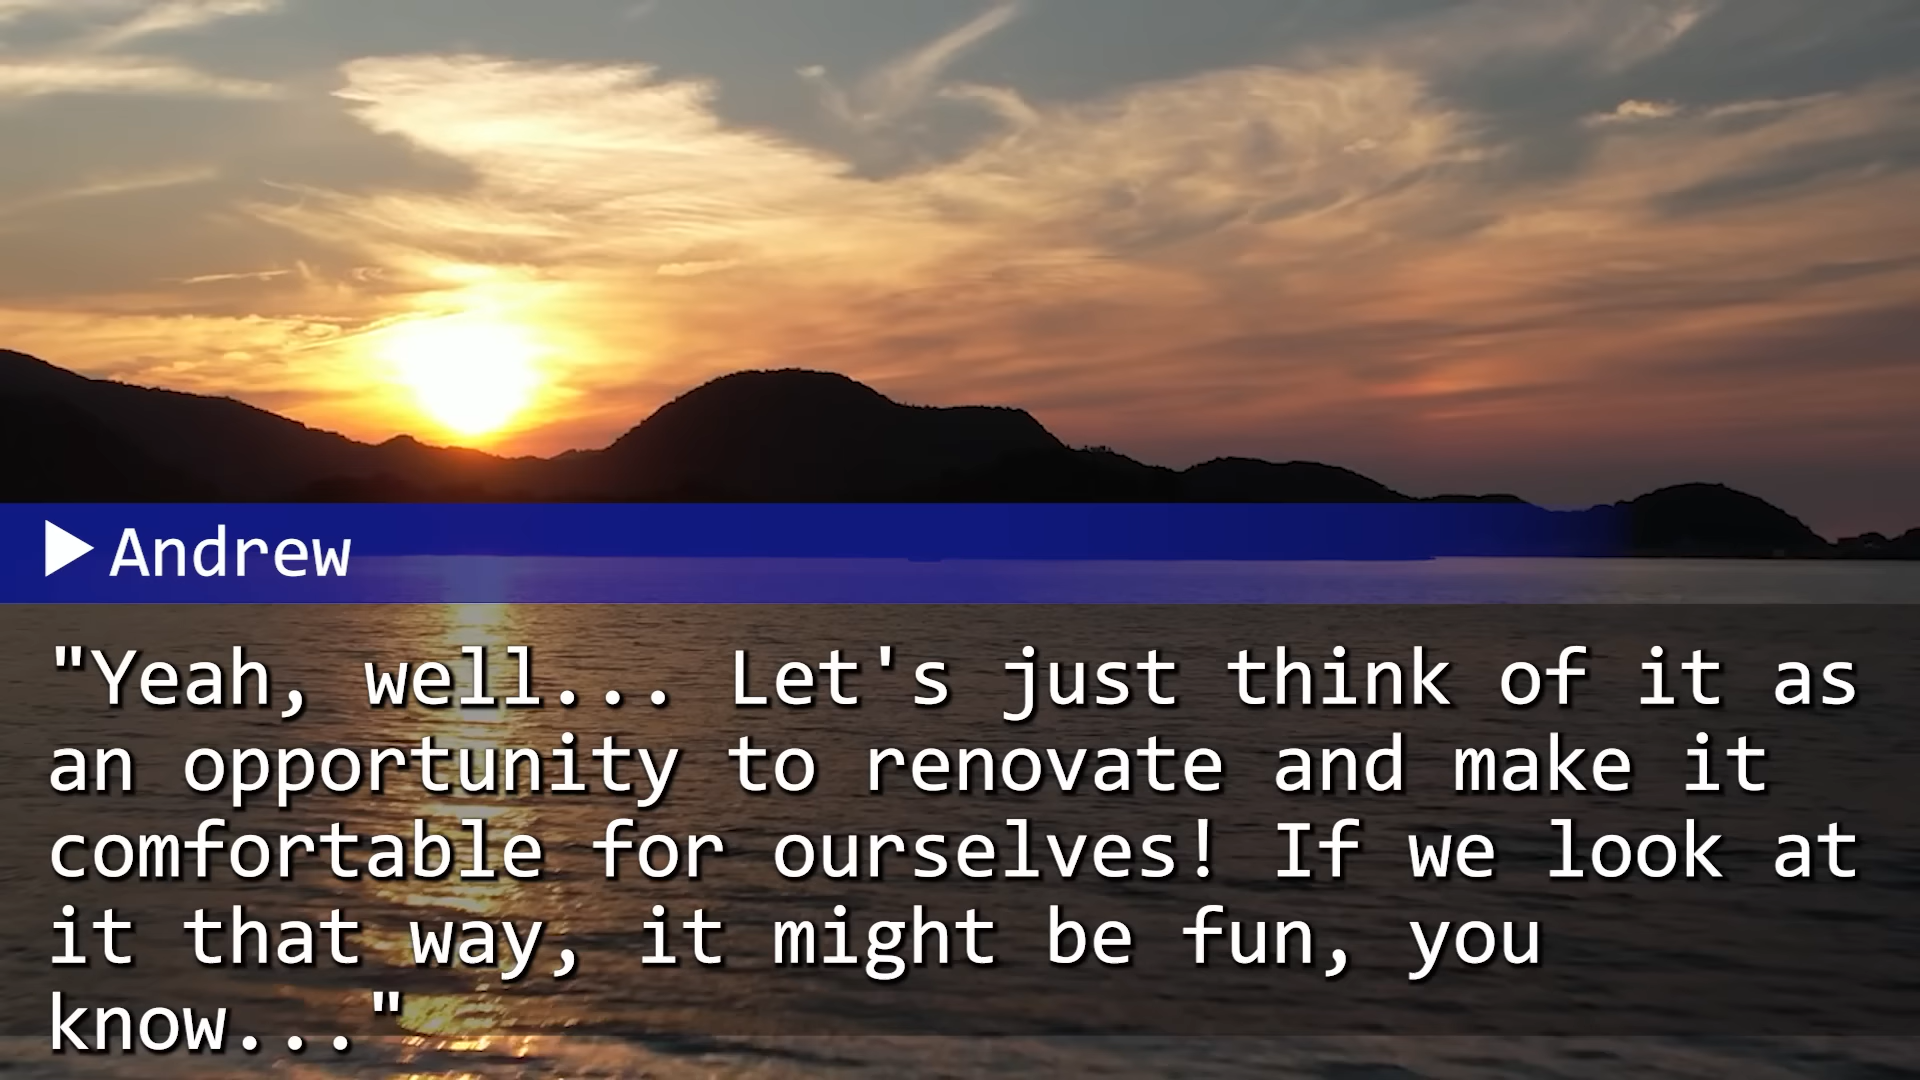 Andrew
"Yeah, well... Let's just think of it as
an opportunity to renovate and make it
comfortable for ourselves! If we look at
it that way, it might be fun, you
know..."